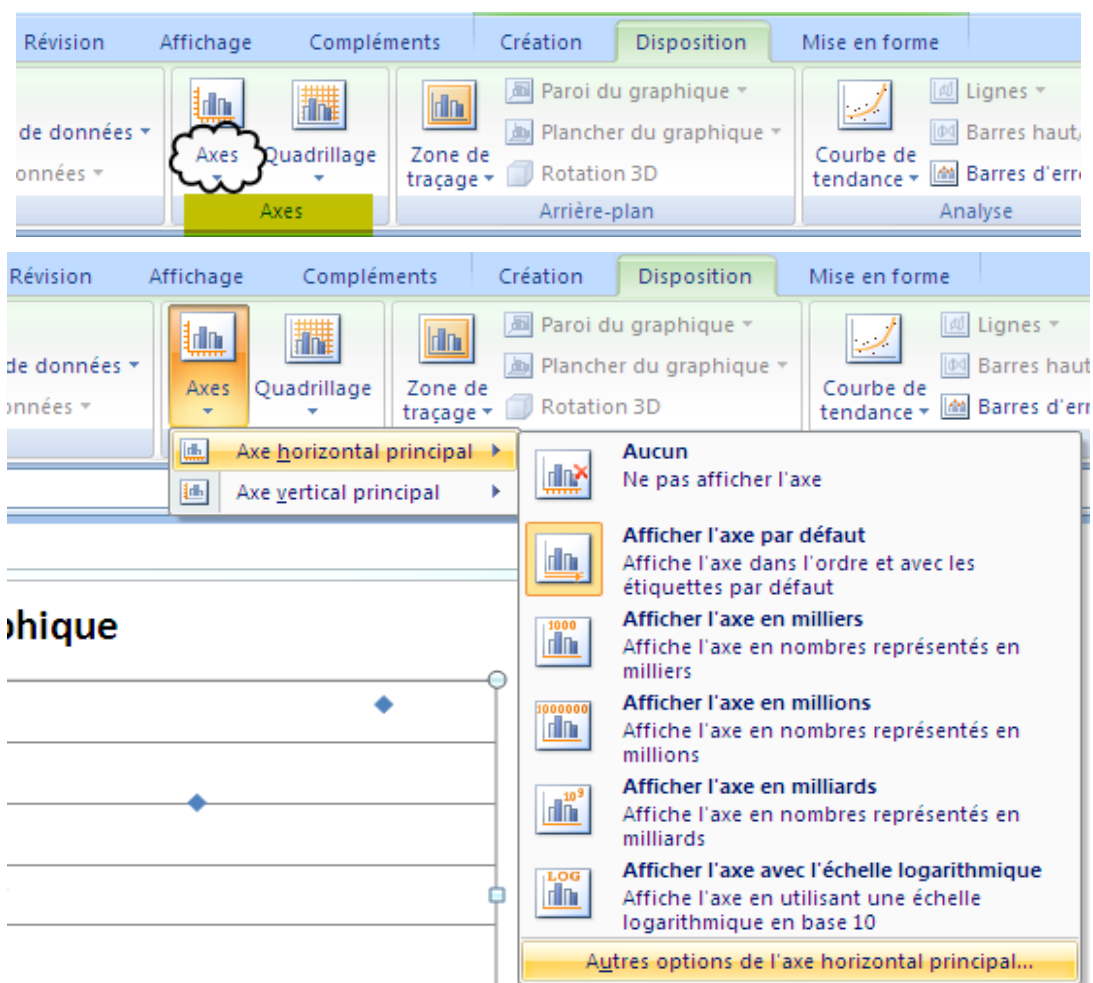 Révision Affichage Compléments Création Disposition Mise en forme
Paroi du graphique
Lignes
de données
Plancher du graphique
Barres haut/
Axes Quadrillage Zone de traçage
Courbe de tendance
onnées
Rotation 3D
Barres d'erre
Axes Arrière-plan Analyse
Révision Affichage Compléments Création Disposition Mise en forme
Paroi du graphique
Lignes
de données
Plancher du graphique
Barres haut
Axes Quadrillage Zone de traçage
Courbe de tendance
onnées
Rotation 3D
Barres d'err
Axe horizontal principal
Axe vertical principal
Aucun
Ne pas afficher l'axe
Afficher l'axe par défaut
Affiche l'axe dans l'ordre et avec les
étiquettes par défaut
1000
Afficher l'axe en milliers
Affiche l'axe en nombres représentés en
milliers
1000000
Afficher l'axe en millions
Affiche l'axe en nombres représentés en
millions
10⁹
Afficher l'axe en milliards
Affiche l'axe en nombres représentés en
milliards
LOG
Afficher l'axe avec l'échelle logarithmique
Affiche l'axe en utilisant une échelle
logarithmique en base 10
Autres options de l'axe horizontal principal...
phique